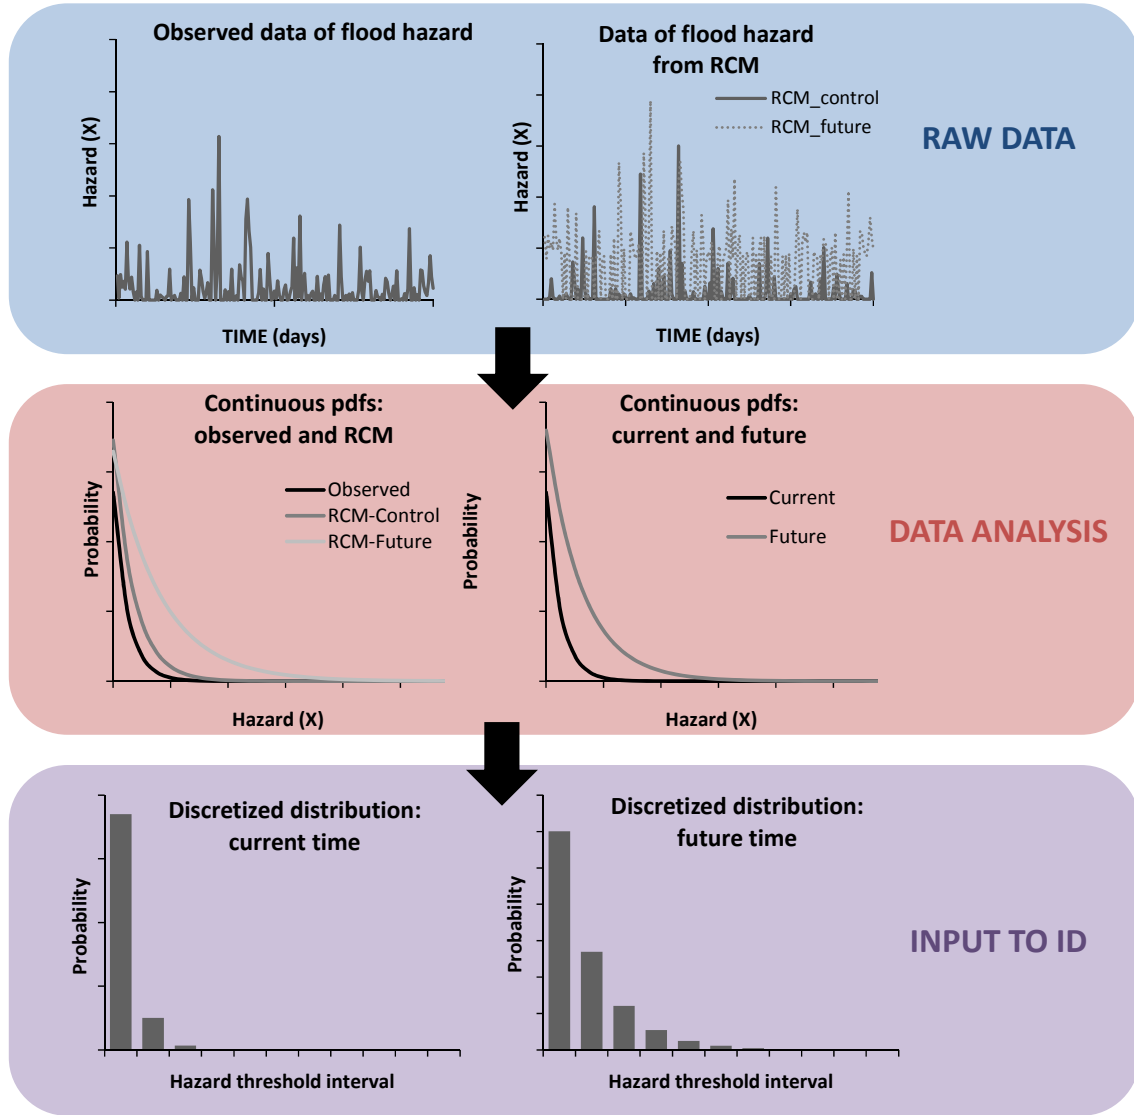 Observed data of flood hazard
Hazard (X)
TIME (days)
Data of flood hazard
from RCM
RCM_control
RCM_future
Hazard (X)
TIME (days)
RAW DATA
Continuous pdfs:
observed and RCM
Observed
RCM-Control
RCM-Future
Probability
Hazard (X)
Continuous pdfs:
current and future
Current
Future
Probability
Hazard (X)
DATA ANALYSIS
Discretized distribution:
current time
Probability
Hazard threshold interval
Discretized distribution:
future time
Probability
Hazard threshold interval
INPUT TO ID